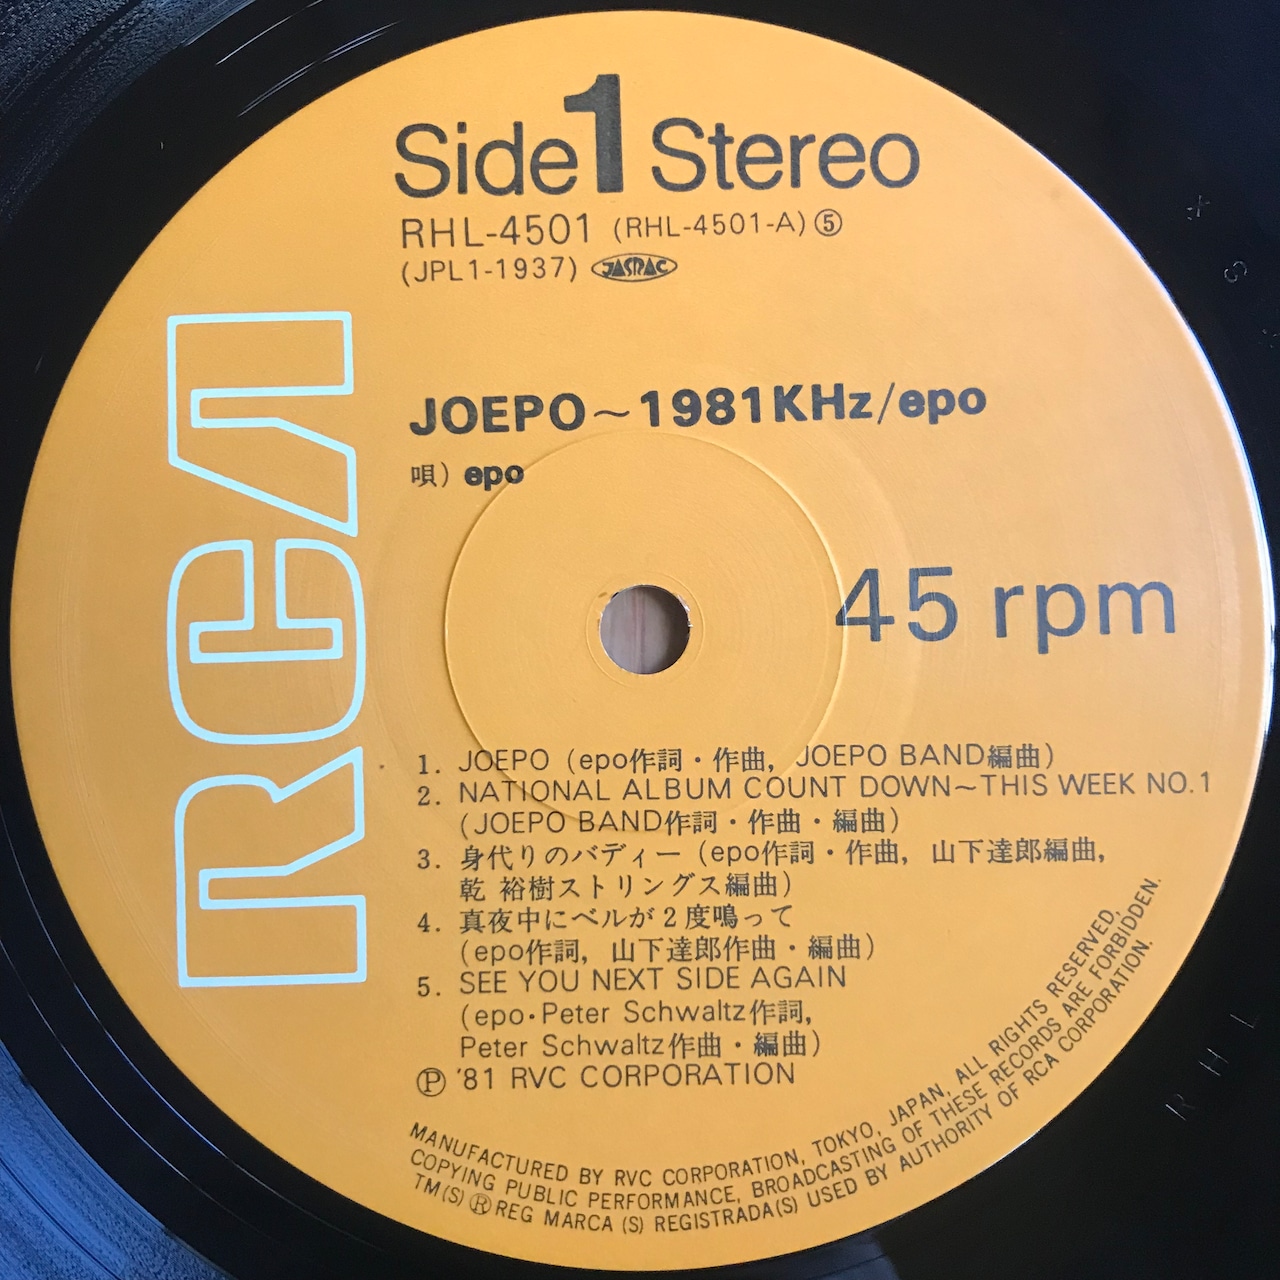 Side 1 Stereo
RHL-4501 (RHL-4501-A) ⑤
(JPL1-1937) JASRAC
RCA
JOEPO～1981KHz/epo
唄) epo
45 rpm
1. JOEPO (epo作詞・作曲, JOEPO BAND編曲)
2. NATIONAL ALBUM COUNT DOWN～THIS WEEK NO.1
(JOEPO BAND作詞・作曲・編曲)
3. 身代りのバディー (epo作詞・作曲, 山下達郎編曲,
乾 裕樹ストリングス編曲)
4. 真夜中にベルが2度鳴って
(epo作詞, 山下達郎作曲・編曲)
5. SEE YOU NEXT SIDE AGAIN
(epo・Peter Schwaltz作詞,
Peter Schwaltz作曲・編曲)
Ⓟ '81 RVC CORPORATION
MANUFACTURED BY RVC CORPORATION, TOKYO, JAPAN, ALL RIGHTS RESERVED,
COPYING PUBLIC PERFORMANCE, BROADCASTING OF THESE RECORDS ARE FORBIDDEN.
TM(S) Ⓡ REG MARCA (S) REGISTRADA(S) USED BY AUTHORITY OF RCA CORPORATION.
R H L